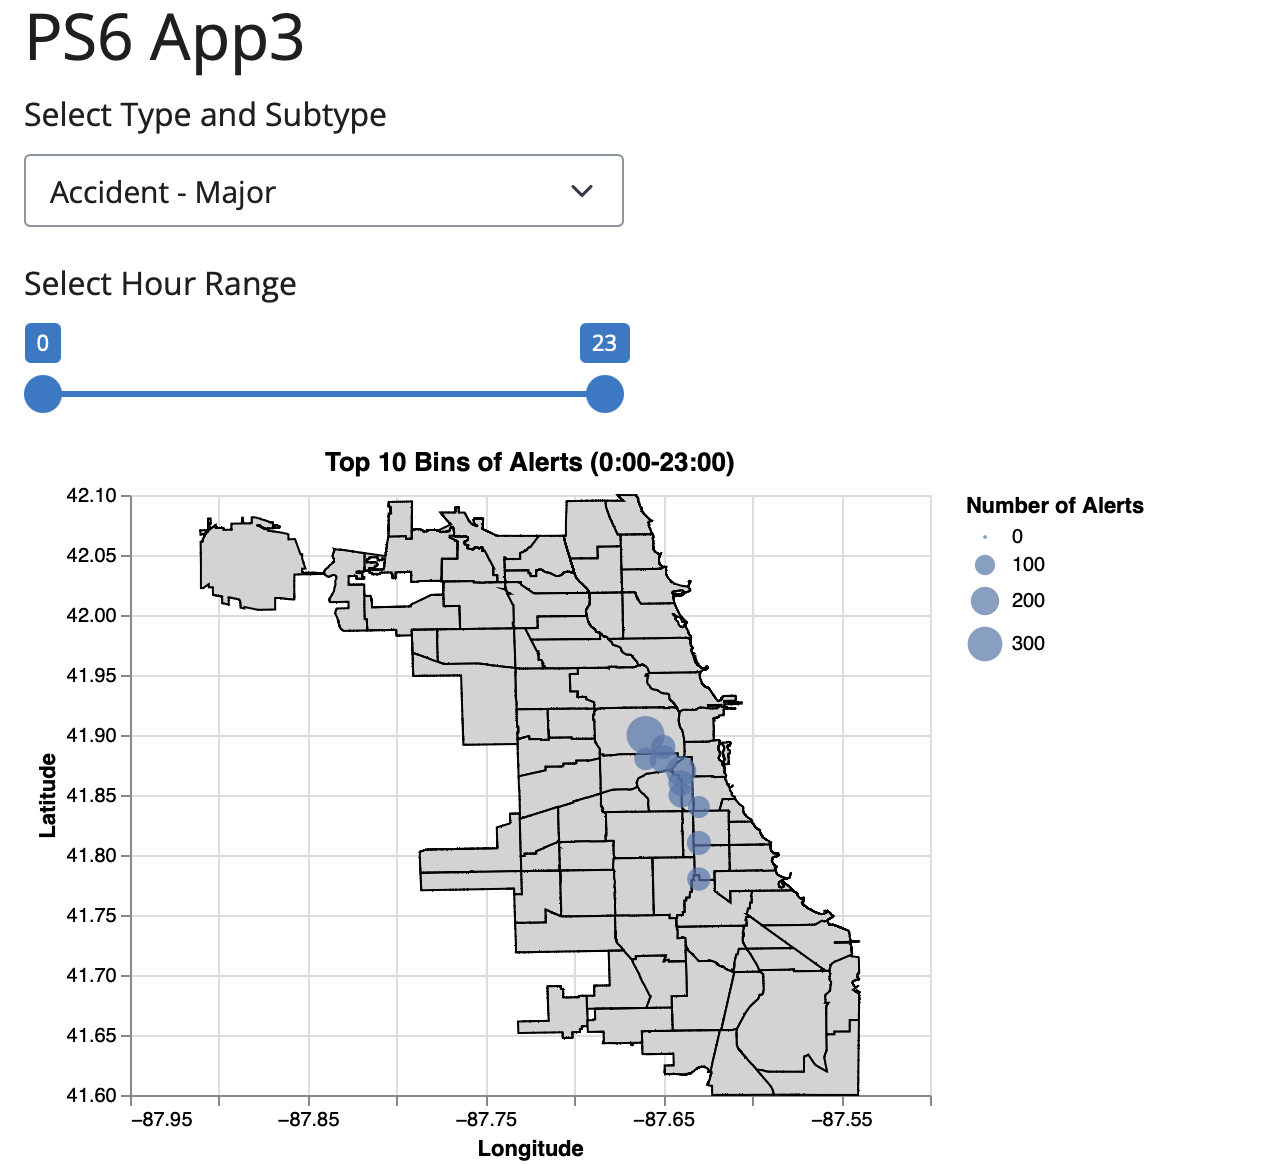 PS6 App3
Select Type and Subtype
Accident - Major
Select Hour Range
0 23
Top 10 Bins of Alerts (0:00-23:00)
42.10
42.05
42.00
41.95
41.90
41.85
41.80
41.75
41.70
41.65
41.60
Latitude
−87.95 −87.85 −87.75 −87.65 −87.55
Longitude
Number of Alerts
0
100
200
300